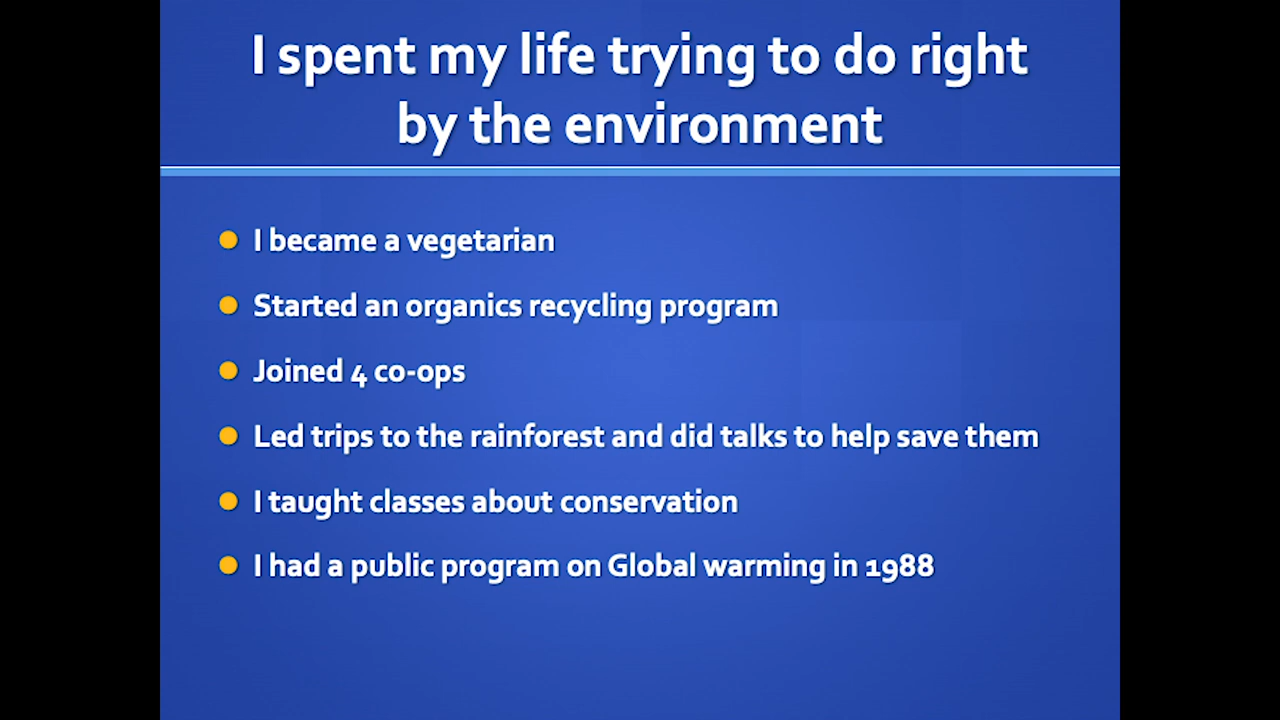 I spent my life trying to do right
by the environment
I became a vegetarian
Started an organics recycling program
Joined 4 co-ops
Led trips to the rainforest and did talks to help save them
I taught classes about conservation
I had a public program on Global warming in 1988